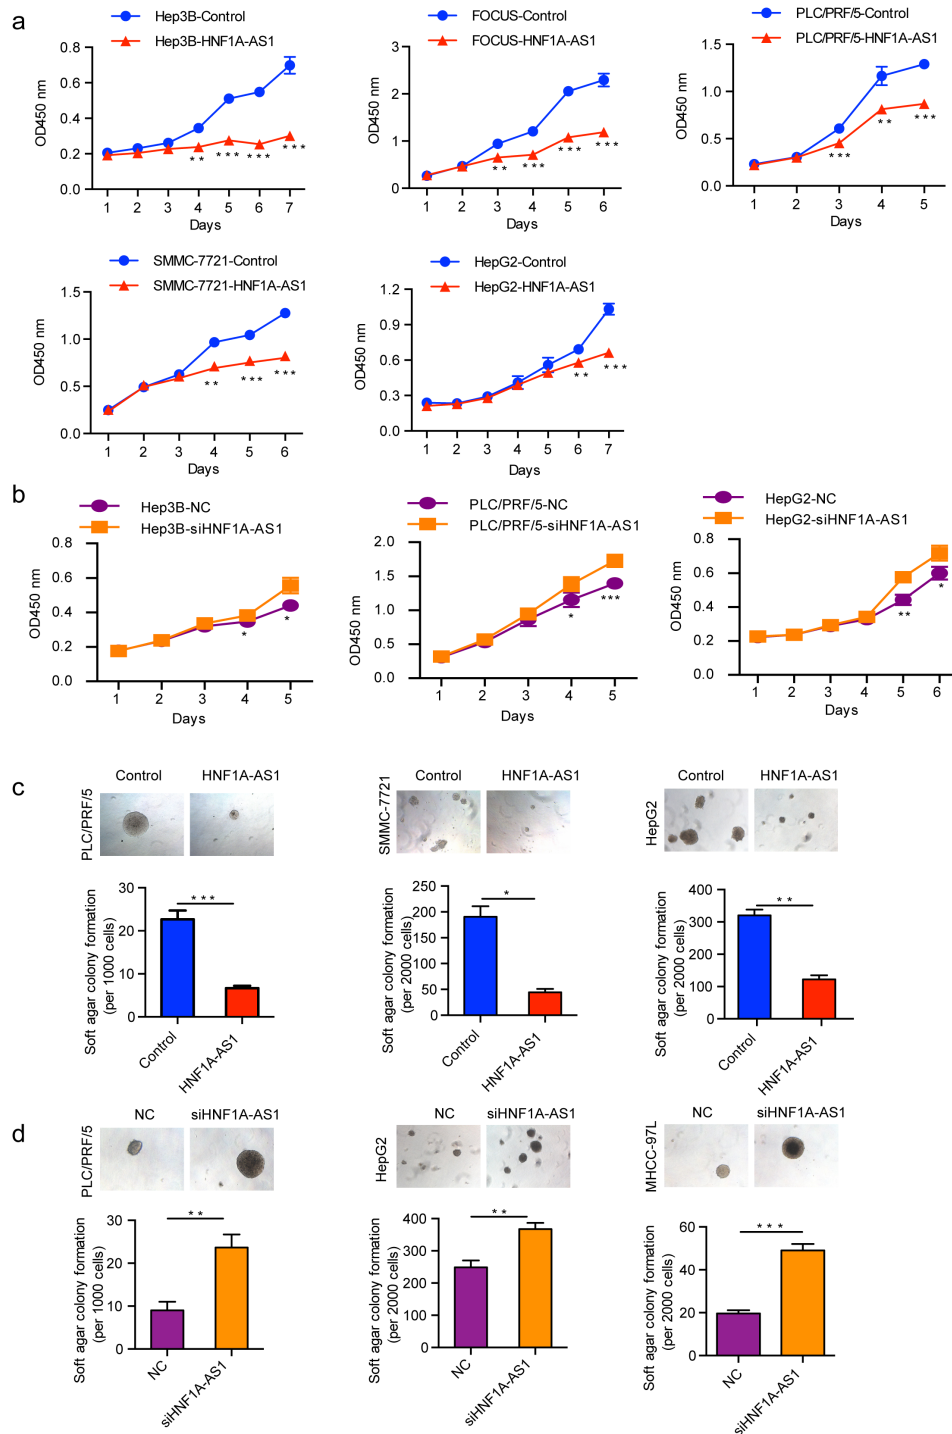 a
Hep3B-Control
Hep3B-HNF1A-AS1
OD450 nm
0.8
0.6
0.4
0.2
0.0
** *** *** ***
1 2 3 4 5 6 7
Days
FOCUS-Control
FOCUS-HNF1A-AS1
OD450 nm
3
2
1
0
** *** *** ***
1 2 3 4 5 6
Days
PLC/PRF/5-Control
PLC/PRF/5-HNF1A-AS1
OD450 nm
1.5
1.0
0.5
0.0
*** ** ***
1 2 3 4 5
Days
SMMC-7721-Control
SMMC-7721-HNF1A-AS1
OD450 nm
1.5
1.0
0.5
0.0
** *** ***
1 2 3 4 5 6
Days
HepG2-Control
HepG2-HNF1A-AS1
OD450 nm
1.2
0.9
0.6
0.3
0.0
** ***
1 2 3 4 5 6 7
Days
b
Hep3B-NC
Hep3B-siHNF1A-AS1
OD450 nm
0.8
0.6
0.4
0.2
0.0
* *
1 2 3 4 5
Days
PLC/PRF/5-NC
PLC/PRF/5-siHNF1A-AS1
OD450 nm
2.0
1.5
1.0
0.5
0.0
* ***
1 2 3 4 5
Days
HepG2-NC
HepG2-siHNF1A-AS1
OD450 nm
0.8
0.6
0.4
0.2
0.0
** *
1 2 3 4 5 6
Days
c
Control HNF1A-AS1
PLC/PRF/5
Soft agar colony formation
(per 1000 cells)
30
20
10
0
***
Control
HNF1A-AS1
Control HNF1A-AS1
SMMC-7721
Soft agar colony formation
(per 2000 cells)
250
200
150
100
50
0
*
Control
HNF1A-AS1
Control HNF1A-AS1
HepG2
Soft agar colony formation
(per 2000 cells)
400
300
200
100
0
**
Control
HNF1A-AS1
d
NC siHNF1A-AS1
PLC/PRF/5
Soft agar colony formation
(per 1000 cells)
30
20
10
0
**
NC
siHNF1A-AS1
NC siHNF1A-AS1
HepG2
Soft agar colony formation
(per 2000 cells)
400
300
200
100
0
**
NC
siHNF1A-AS1
NC siHNF1A-AS1
MHCC-97L
Soft agar colony formation
(per 2000 cells)
60
40
20
0
***
NC
siHNF1A-AS1